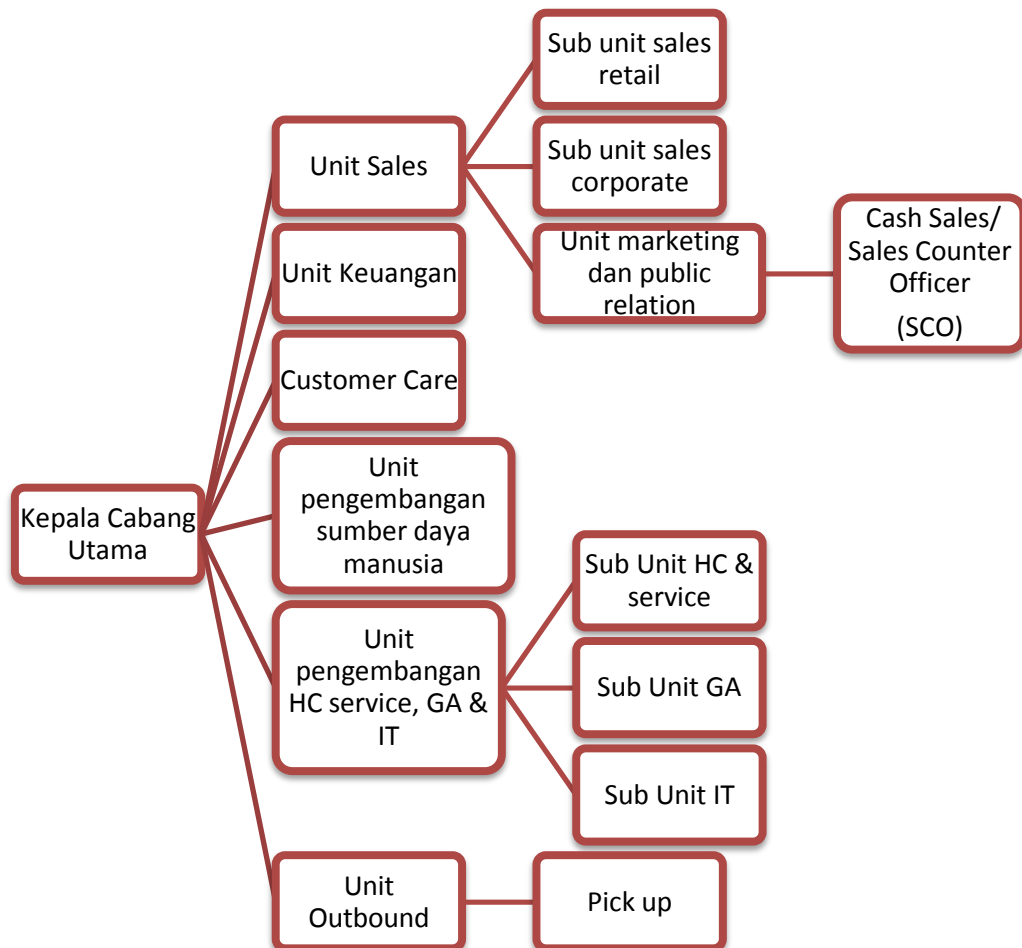 Sub unit sales
retail
Unit Sales
Sub unit sales
corporate
Unit marketing
dan public
relation
Cash Sales/
Sales Counter
Officer
(SCO)
Unit Keuangan
Customer Care
Kepala Cabang
Utama
Unit
pengembangan
sumber daya
manusia
Unit
pengembangan
HC service, GA &
IT
Sub Unit HC &
service
Sub Unit GA
Sub Unit IT
Unit
Outbound
Pick up